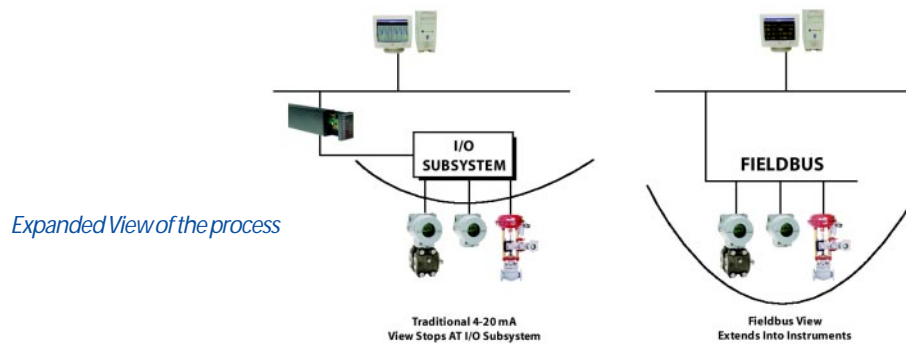 I/O
SUBSYSTEM
FIELDBUS
Expanded View of the process
Traditional 4-20 mA
View Stops AT I/O Subsystem
Fieldbus View
Extends Into Instruments